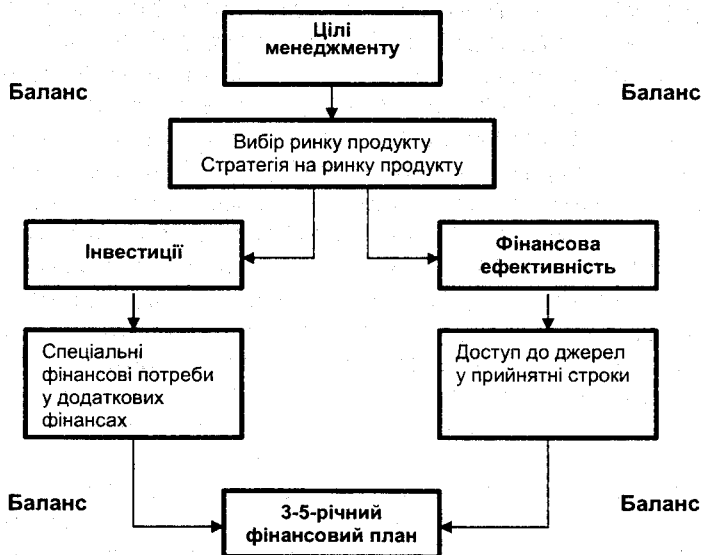 Цілі
менеджменту
Баланс
Баланс
Вибір ринку продукту
Стратегія на ринку продукту
Інвестиції
Фінансова
ефективність
Спеціальні
фінансові потреби
у додаткових
фінансах
Доступ до джерел
у прийнятні строки
Баланс
Баланс
3-5-річний
фінансовий план